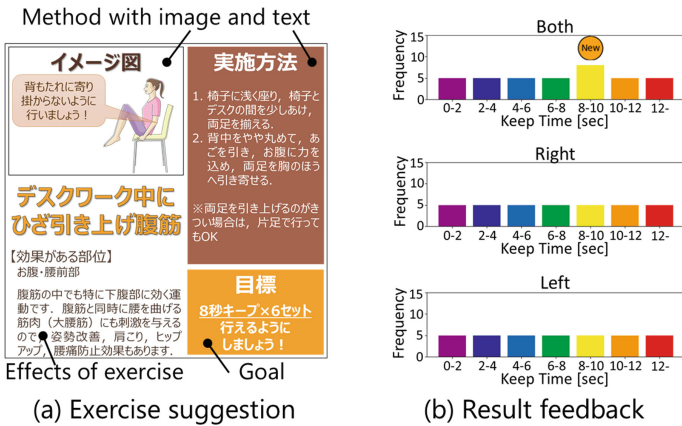 Method with image and text
イメージ図
背もたれに寄り
掛からないように
行いましょう！
実施方法
1. 椅子に浅く座り，椅子と
デスクの間を少しあけ，
両足を揃える．
2. 背中をやや丸めて，あ
ごを引き，お腹に力を
込め，両足を胸のほう
へ引き寄せる．
※両足を引き上げるのがき
つい場合は，片足で行っ
てもOK
デスクワーク中に
ひざ引き上げ腹筋
【効果がある部位】
お腹・腰前部
腹筋の中でも特に下腹部に効く運
動です．腹筋と同時に腰を曲げる
筋肉（大腰筋）にも刺激を与える
ので，姿勢改善，肩こり，ヒップ
アップ，腰痛防止効果もあります．
目標
8秒キープ×6セット
行えるように
しましょう！
Effects of exercise
Goal
(a) Exercise suggestion
Both
New
Frequency
15
10
5
0
0-2 2-4 4-6 6-8 8-10 10-12 12-
Keep Time [sec]
Right
Frequency
15
10
5
0
0-2 2-4 4-6 6-8 8-10 10-12 12-
Keep Time [sec]
Left
Frequency
15
10
5
0
0-2 2-4 4-6 6-8 8-10 10-12 12-
Keep Time [sec]
(b) Result feedback